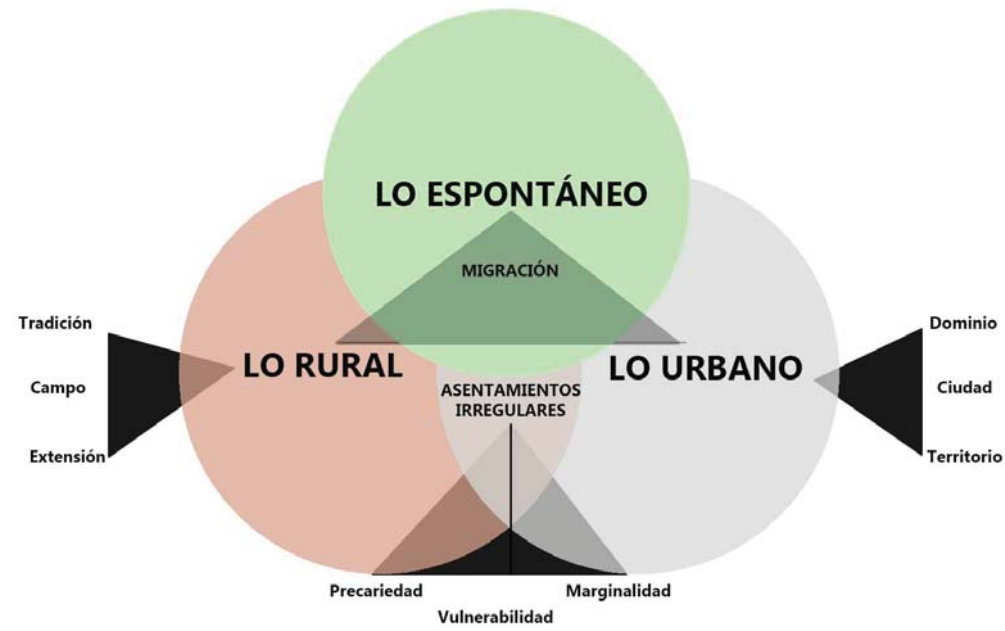 LO ESPONTÁNEO
MIGRACIÓN
Tradición
Campo
Extensión
LO RURAL
LO URBANO
Dominio
Ciudad
Territorio
ASENTAMIENTOS
IRREGULARES
Precariedad
Marginalidad
Vulnerabilidad